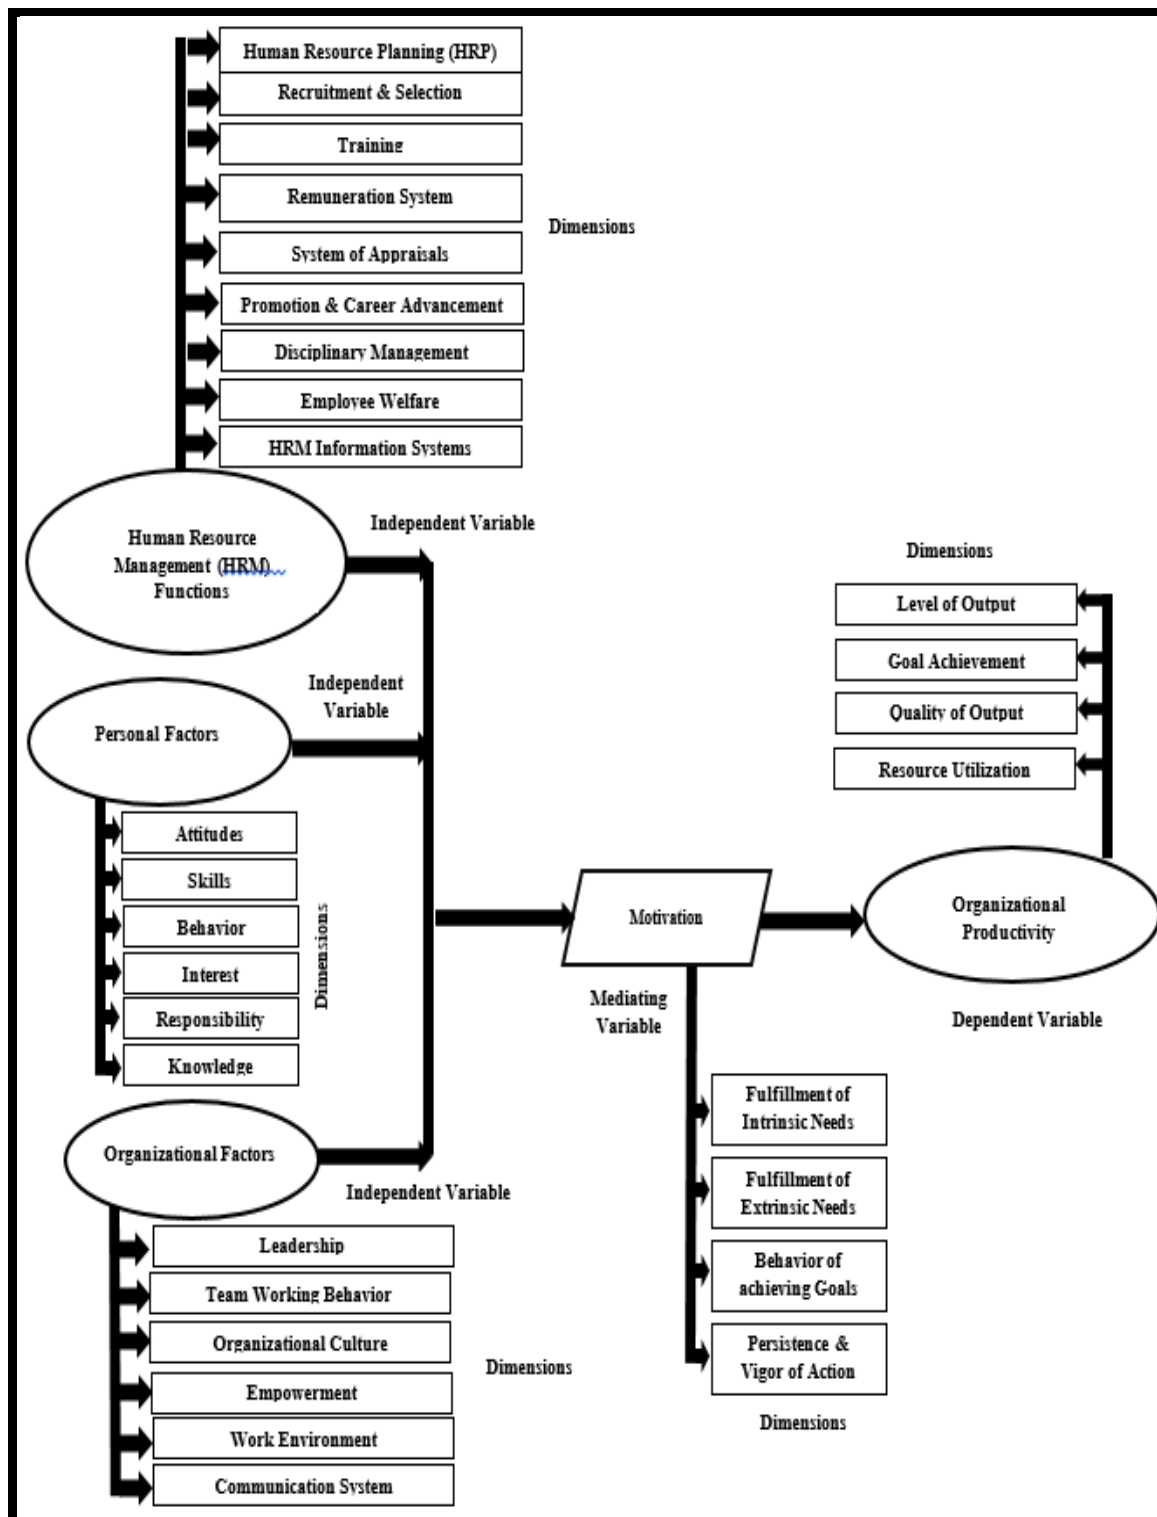 Human Resource Planning (HRP)
Recruitment & Selection
Training
Remuneration System
Dimensions
System of Appraisals
Promotion & Career Advancement
Disciplinary Management
Employee Welfare
HRM Information Systems
Independent Variable
Human Resource
Management (HRM)
Functions
Independent
Variable
Personal Factors
Attitudes
Skills
Behavior
Interest
Responsibility
Knowledge
Dimensions
Organizational Factors
Independent Variable
Leadership
Team Working Behavior
Organizational Culture
Empowerment
Work Environment
Communication System
Dimensions
Motivation
Mediating
Variable
Fulfillment of
Intrinsic Needs
Fulfillment of
Extrinsic Needs
Behavior of
achieving Goals
Persistence &
Vigor of Action
Dimensions
Dimensions
Level of Output
Goal Achievement
Quality of Output
Resource Utilization
Organizational
Productivity
Dependent Variable